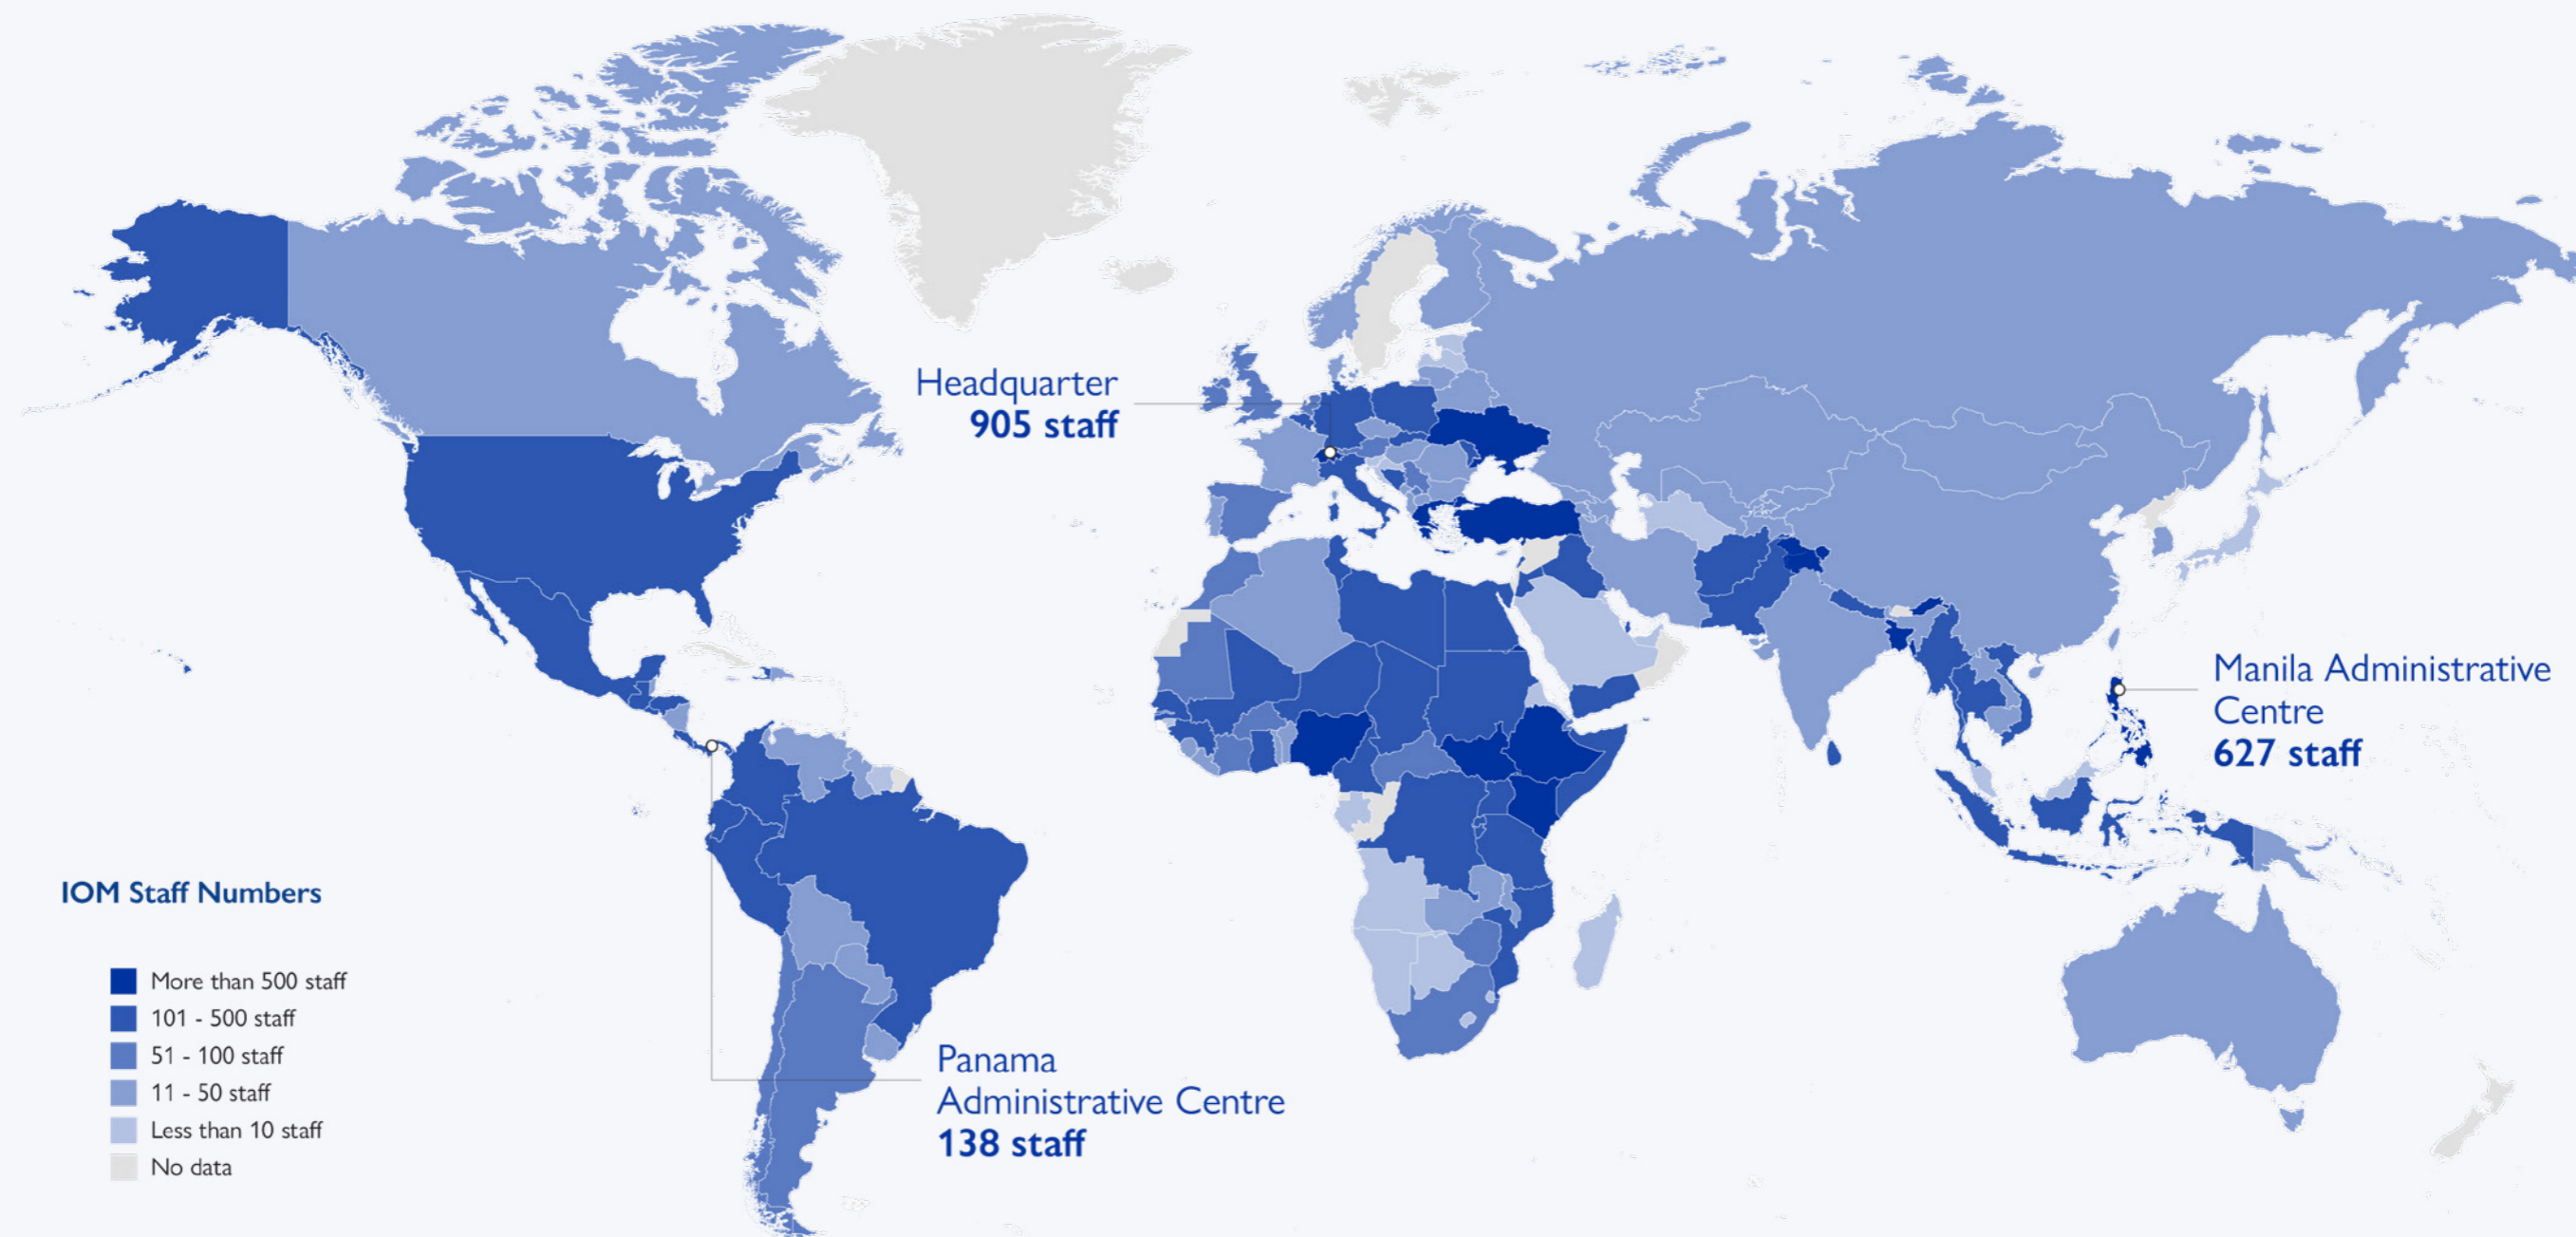 Headquarter
905 staff
Manila Administrative
Centre
627 staff
IOM Staff Numbers
More than 500 staff
101 - 500 staff
51 - 100 staff
11 - 50 staff
Less than 10 staff
No data
Panama
Administrative Centre
138 staff